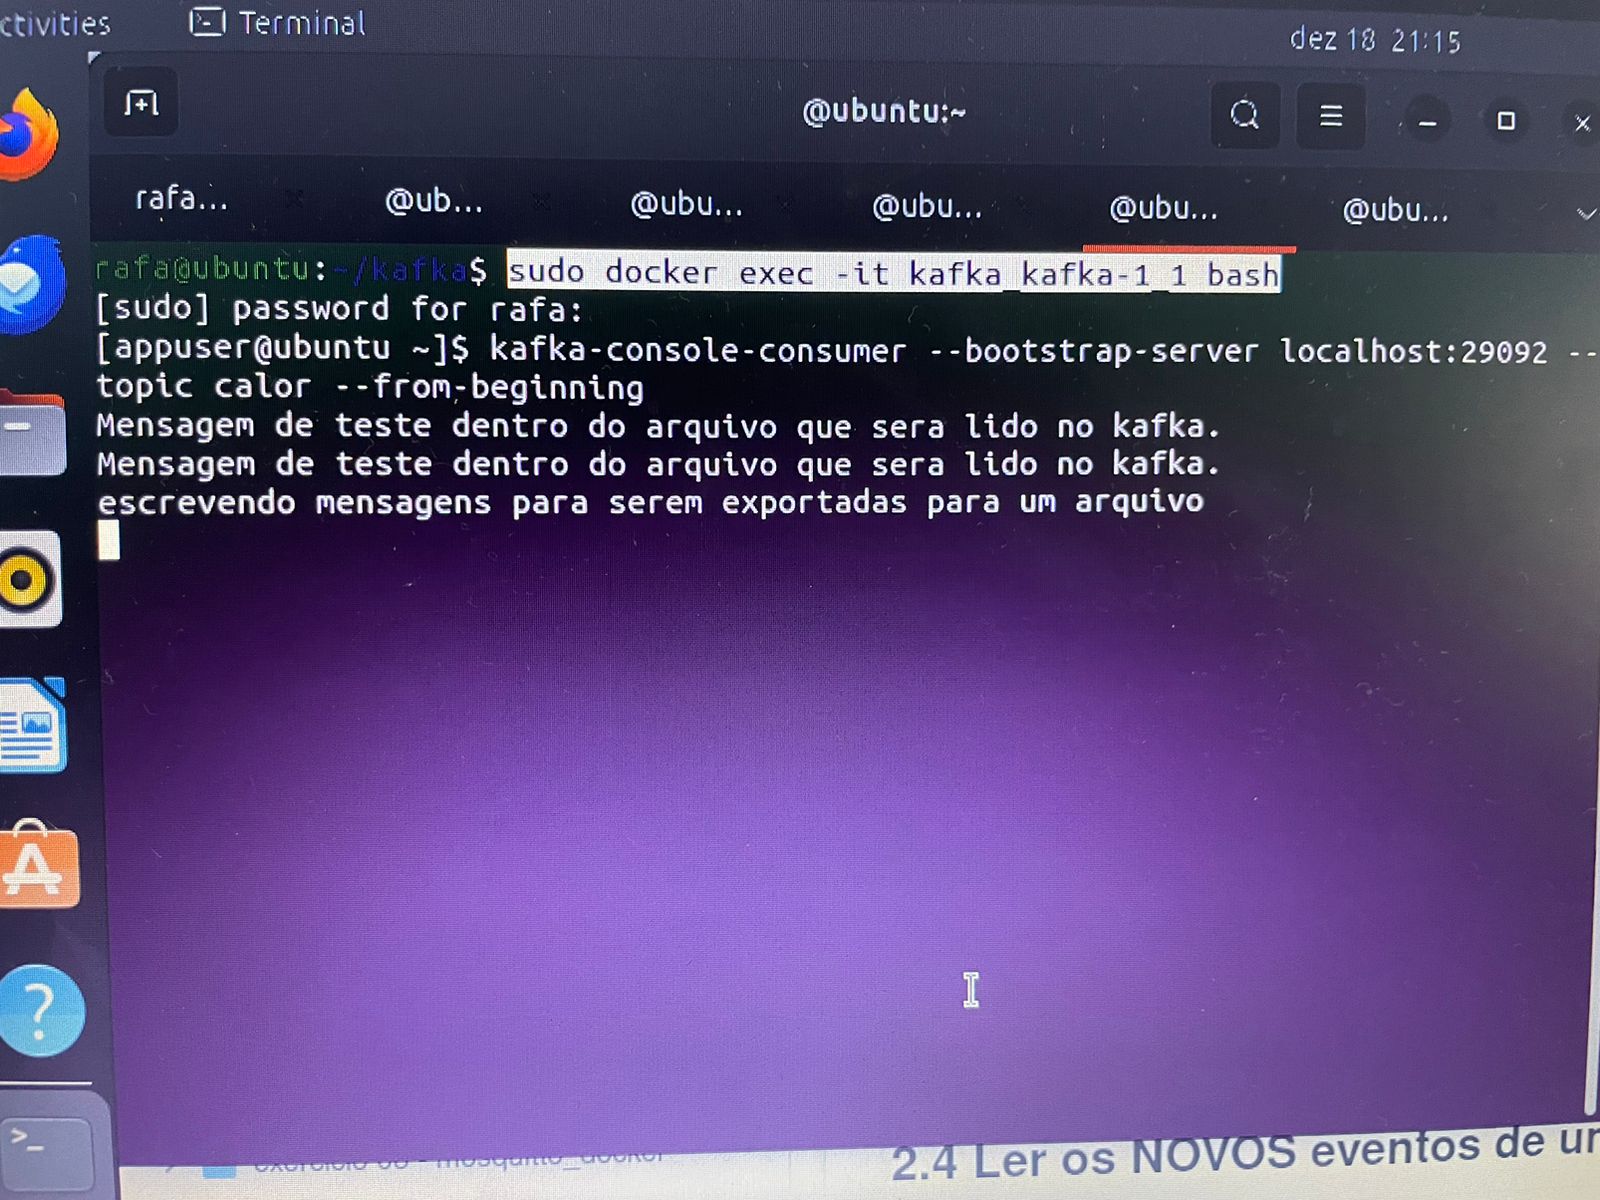 Activities Terminal dez 18 21:15
@ubuntu:~
rafa... @ub... @ubu... @ubu... @ubu... @ubu...
rafa@ubuntu:~/kafka$ sudo docker exec -it kafka_kafka-1_1 bash
[sudo] password for rafa:
[appuser@ubuntu ~]$ kafka-console-consumer --bootstrap-server localhost:29092 --
topic calor --from-beginning
Mensagem de teste dentro do arquivo que sera lido no kafka.
Mensagem de teste dentro do arquivo que sera lido no kafka.
escrevendo mensagens para serem exportadas para um arquivo
2.4 Ler os NOVOS eventos de